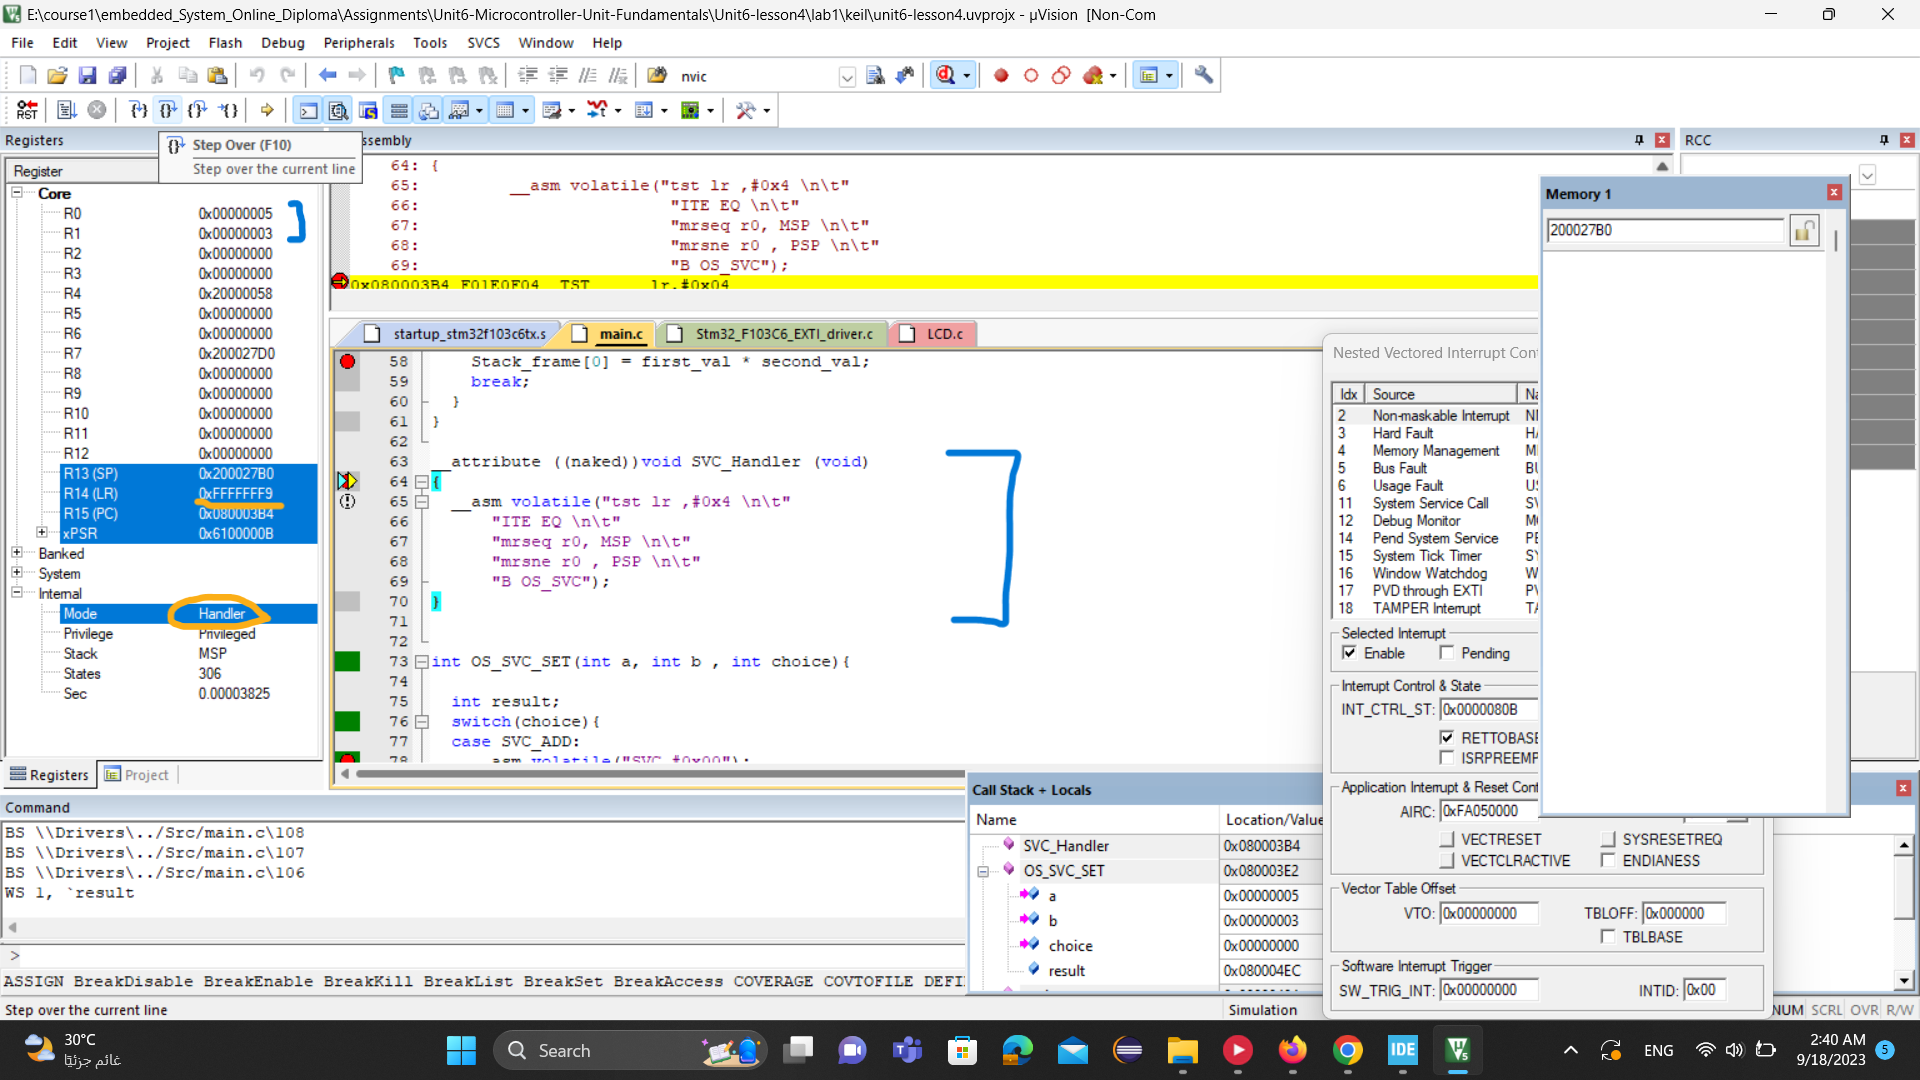 E:\course1\embedded_System_Online_Diploma\Assignments\Unit6-Microcontroller-Unit-Fundamentals\Unit6-lesson4\lab1\keil\unit6-lesson4.uvprojx - µVision  [Non-Com
File Edit View Project Flash Debug Peripherals Tools SVCS Window Help
nvic
RST
Registers
Step Over (F10)
Step over the current line
Register
Core
R0 0x00000005
R1 0x00000003
R2 0x00000000
R3 0x00000000
R4 0x20000058
R5 0x00000000
R6 0x00000000
R7 0x200027D0
R8 0x00000000
R9 0x00000000
R10 0x00000000
R11 0x00000000
R12 0x00000000
R13 (SP) 0x200027B0
R14 (LR) 0xFFFFFFF9
R15 (PC) 0x080003B4
xPSR 0x6100000B
Banked
System
Internal
Mode Handler
Privilege Privileged
Stack MSP
States 306
Sec 0.00003825
Registers Project
ssembly
64: {
65: __asm volatile("tst lr ,#0x4 \n\t"
66: "ITE EQ \n\t"
67: "mrseq r0, MSP \n\t"
68: "mrsne r0 , PSP \n\t"
69: "B OS_SVC");
0x080003B4 F01E0F04 TST lr,#0x04
startup_stm32f103c6tx.s main.c Stm32_F103C6_EXTI_driver.c LCD.c
58 Stack_frame[0] = first_val * second_val;
59 break;
60 }
61 }
62
63 __attribute ((naked))void SVC_Handler (void)
64 {
65 __asm volatile("tst lr ,#0x4 \n\t"
66 "ITE EQ \n\t"
67 "mrseq r0, MSP \n\t"
68 "mrsne r0 , PSP \n\t"
69 "B OS_SVC");
70 }
71
72
73 int OS_SVC_SET(int a, int b , int choice){
74
75 int result;
76 switch(choice){
77 case SVC_ADD:
78 __asm volatile("SVC #0x00");
RCC
Memory 1
200027B0
Nested Vectored Interrupt Cont
Idx Source Na
2 Non-maskable Interrupt NI
3 Hard Fault HA
4 Memory Management MI
5 Bus Fault BU
6 Usage Fault US
11 System Service Call SV
12 Debug Monitor MO
14 Pend System Service PE
15 System Tick Timer SY
16 Window Watchdog W
17 PVD through EXTI PV
18 TAMPER Interrupt TA
Selected Interrupt
Enable Pending
Interrupt Control & State
INT_CTRL_ST: 0x0000080B
RETTOBASE
ISRPREEMP
Application Interrupt & Reset Cont
AIRC: 0xFA050000
VECTRESET SYSRESETREQ
VECTCLRACTIVE ENDIANESS
Vector Table Offset
VTO: 0x00000000 TBLOFF: 0x000000
TBLBASE
Software Interrupt Trigger
SW_TRIG_INT: 0x00000000 INTID: 0x00
Command
BS \\Drivers\../Src/main.c\108
BS \\Drivers\../Src/main.c\107
BS \\Drivers\../Src/main.c\106
WS 1, `result
>
ASSIGN BreakDisable BreakEnable BreakKill BreakList BreakSet BreakAccess COVERAGE COVTOFILE DEFI
Call Stack + Locals
Name Location/Value
SVC_Handler 0x080003B4
OS_SVC_SET 0x080003E2
a 0x00000005
b 0x00000003
choice 0x00000000
result 0x080004EC
Step over the current line Simulation NUM SCRL OVR R/W
30°C
غائم جزئيًا
Search
IDE
ENG
2:40 AM
9/18/2023
5